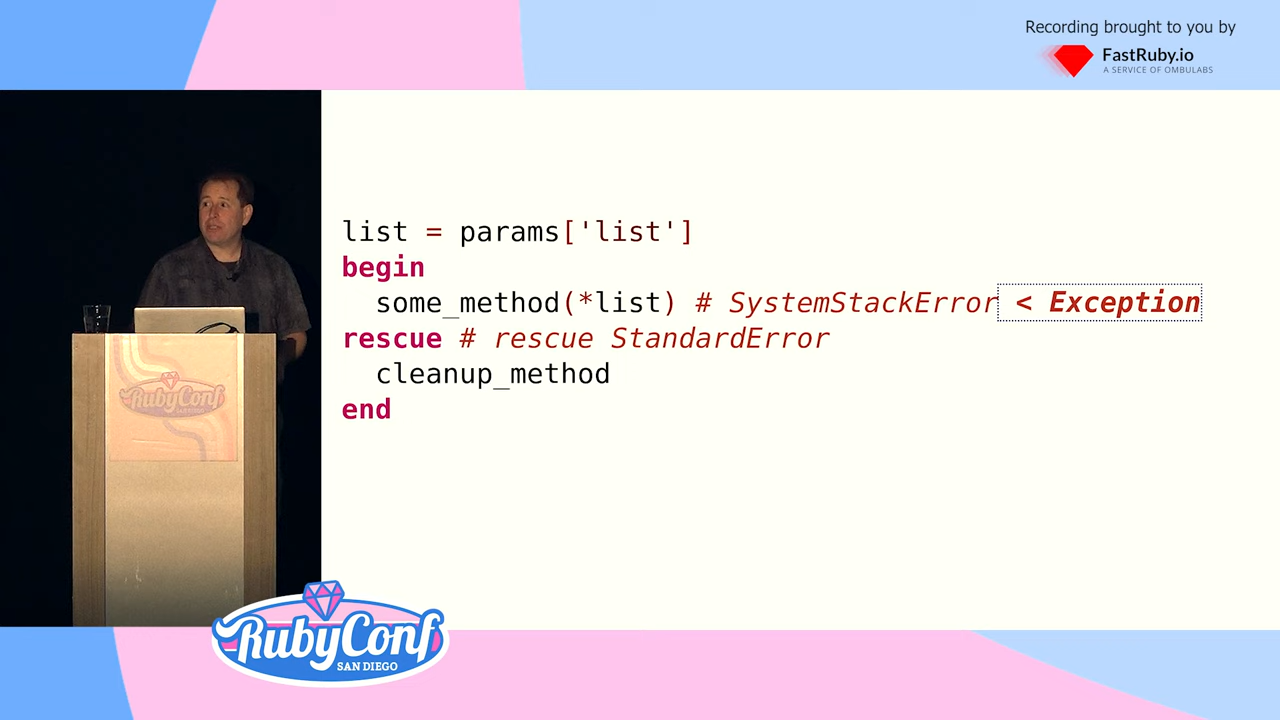 Recording brought to you by
FastRuby.io
A SERVICE OF OMBULABS
list = params['list']
begin
  some_method(*list) # SystemStackError < Exception
rescue # rescue StandardError
  cleanup_method
end
RubyConf
RubyConf
SAN DIEGO